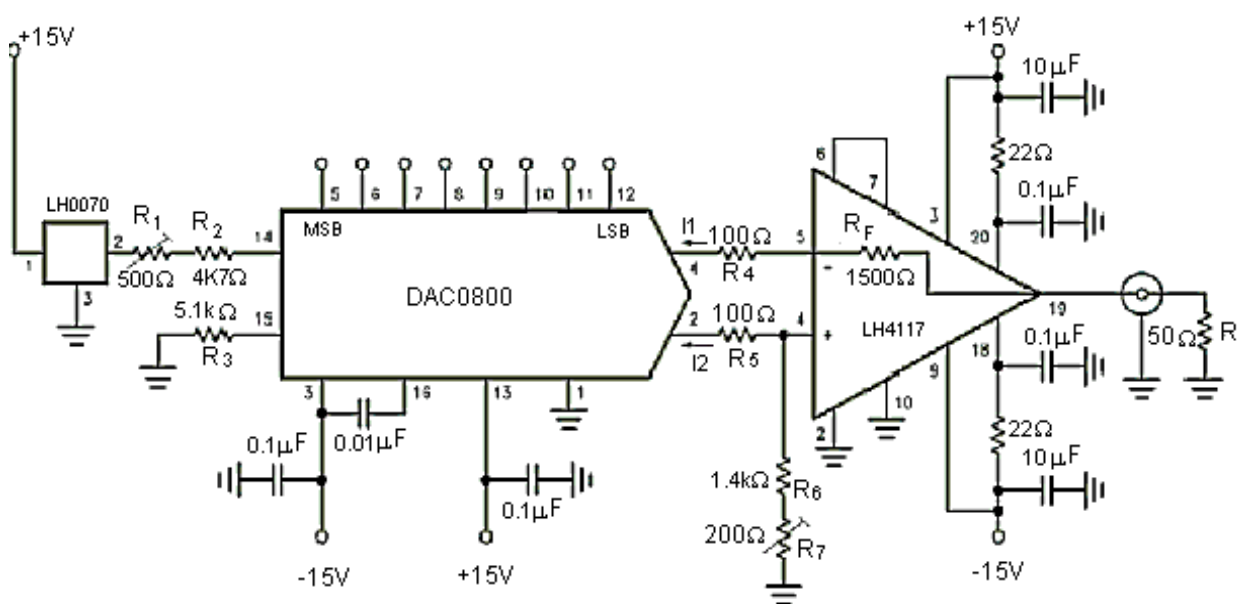 +15V
+15V
10μF
22Ω
0.1μF
LH0070
R1
R2
1
2
3
500Ω
4K7Ω
14
5.1kΩ
15
R3
5
6
7
8
9
10
11
12
MSB
LSB
DAC0800
I1
100Ω
4
R4
100Ω
2
R5
I2
3
16
13
1
0.1μF
0.01μF
0.1μF
-15V
+15V
6
7
3
20
5
RF
1500Ω
-
4
+
LH4117
19
18
9
10
2
50Ω
R
0.1μF
22Ω
10μF
1.4kΩ
R6
200Ω
R7
-15V